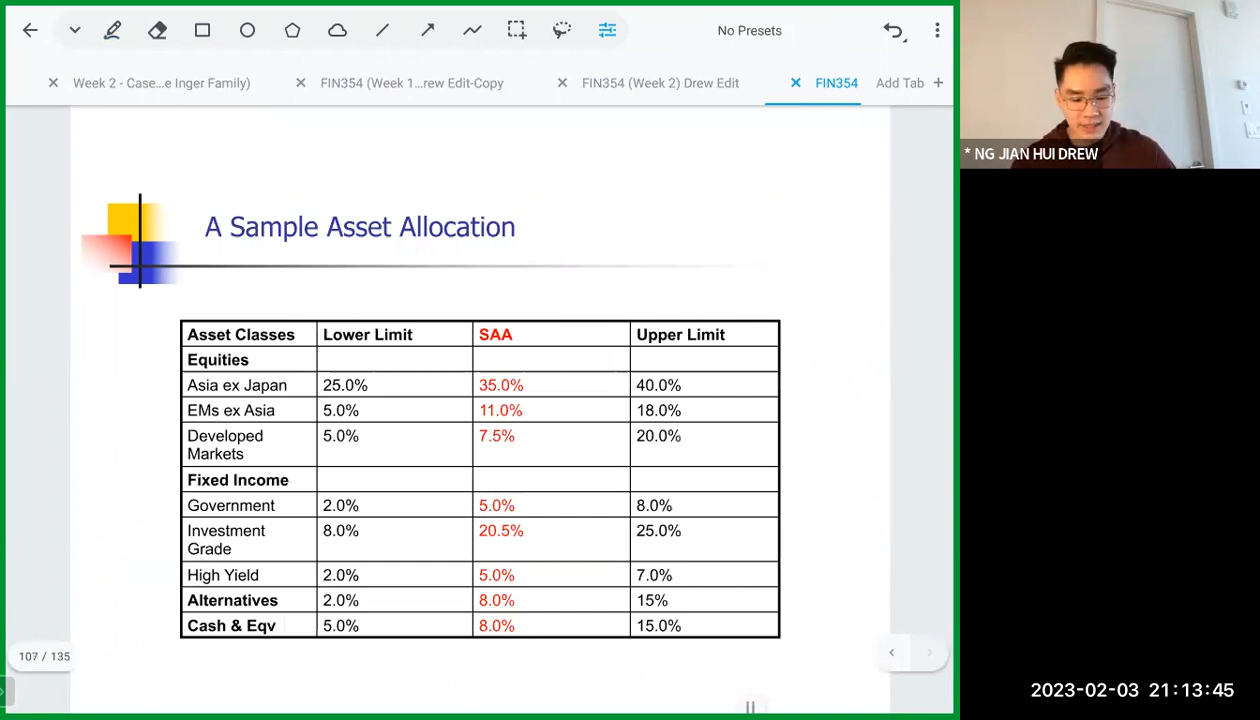 No Presets
Week 2 - Case...e Inger Family)
FIN354 (Week 1...rew Edit-Copy
FIN354 (Week 2) Drew Edit
FIN354
Add Tab +
* NG JIAN HUI DREW
A Sample Asset Allocation
Asset Classes Lower Limit SAA Upper Limit
Equities
Asia ex Japan 25.0% 35.0% 40.0%
EMs ex Asia 5.0% 11.0% 18.0%
Developed 5.0% 7.5% 20.0%
Markets
Fixed Income
Government 2.0% 5.0% 8.0%
Investment 8.0% 20.5% 25.0%
Grade
High Yield 2.0% 5.0% 7.0%
Alternatives 2.0% 8.0% 15%
Cash & Eqv 5.0% 8.0% 15.0%
107 / 135
2023-02-03 21:13:45